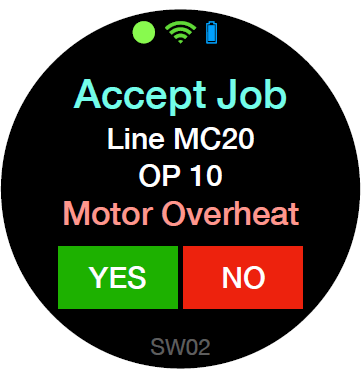 Accept Job
Line MC20
OP 10
Motor Overheat
YES NO
SW02